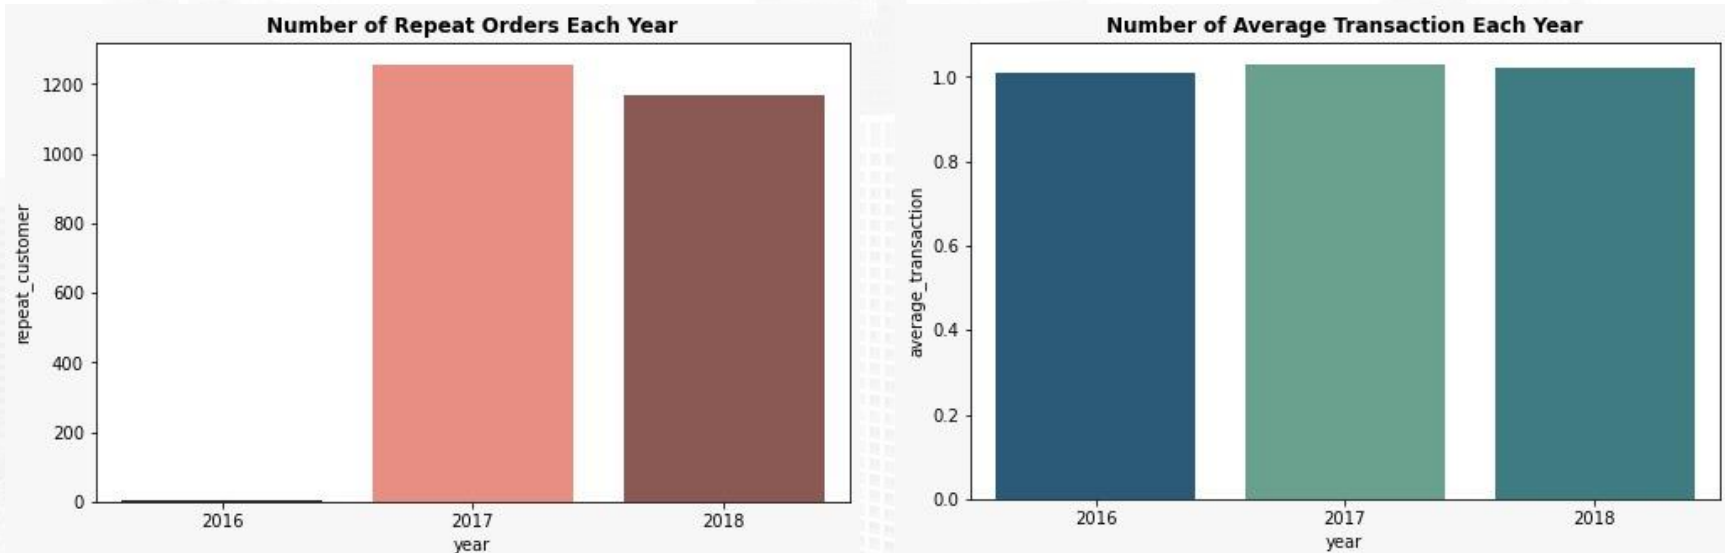 Number of Repeat Orders Each Year
repeat_customer
1200
1000
800
600
400
200
0
2016 2017 2018
year
Number of Average Transaction Each Year
average_transaction
1.0
0.8
0.6
0.4
0.2
0.0
2016 2017 2018
year